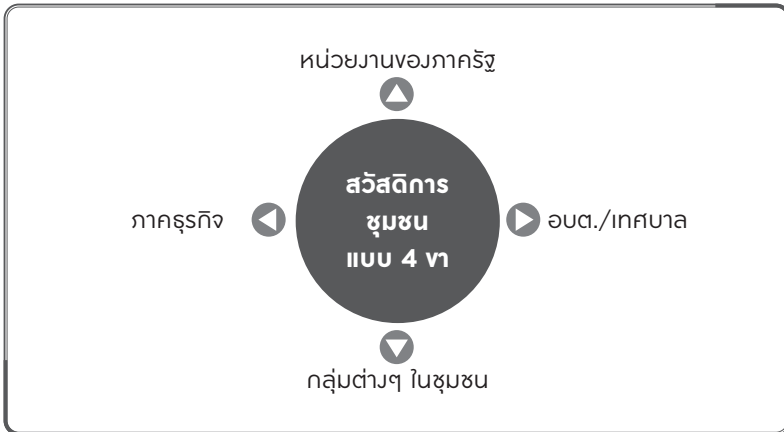 หน่วยงานของภาครัฐ
สวัสดิการ
ชุมชน
แบบ 4 ขา
ภาคธุรกิจ
อบต./เทศบาล
กลุ่มต่างๆ ในชุมชน